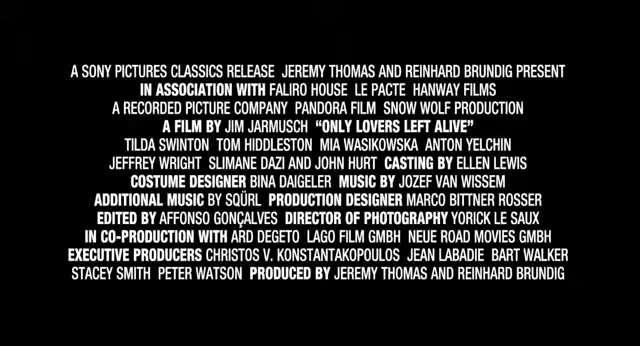 A SONY PICTURES CLASSICS RELEASE JEREMY THOMAS AND REINHARD BRUNDIG PRESENT
IN ASSOCIATION WITH FALIRO HOUSE LE PACTE HANWAY FILMS
A RECORDED PICTURE COMPANY PANDORA FILM SNOW WOLF PRODUCTION
A FILM BY JIM JARMUSCH “ONLY LOVERS LEFT ALIVE”
TILDA SWINTON TOM HIDDLESTON MIA WASIKOWSKA ANTON YELCHIN
JEFFREY WRIGHT SLIMANE DAZI AND JOHN HURT CASTING BY ELLEN LEWIS
COSTUME DESIGNER BINA DAIGELER MUSIC BY JOZEF VAN WISSEM
ADDITIONAL MUSIC BY SQÜRL PRODUCTION DESIGNER MARCO BITTNER ROSSER
EDITED BY AFFONSO GONÇALVES DIRECTOR OF PHOTOGRAPHY YORICK LE SAUX
IN CO-PRODUCTION WITH ARD DEGETO LAGO FILM GMBH NEUE ROAD MOVIES GMBH
EXECUTIVE PRODUCERS CHRISTOS V. KONSTANTAKOPOULOS JEAN LABADIE BART WALKER
STACEY SMITH PETER WATSON PRODUCED BY JEREMY THOMAS AND REINHARD BRUNDIG